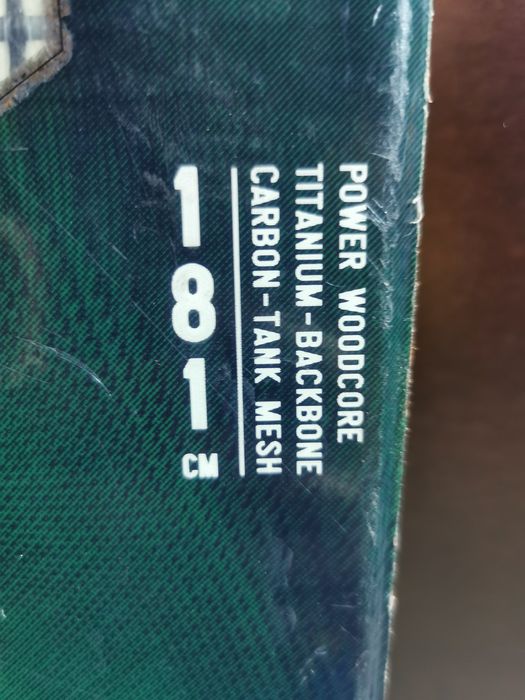 POWER WOODCORE
TITANIUM-BACKBONE
CARBON-TANK MESH
181 CM